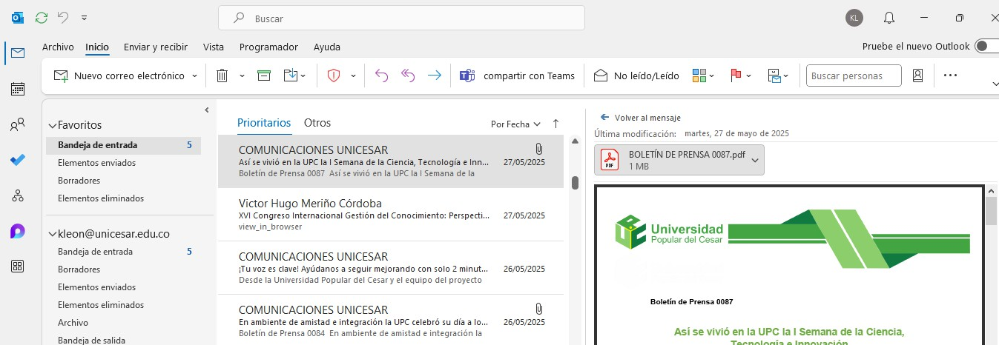 Buscar
KL
Archivo Inicio Enviar y recibir Vista Programador Ayuda
Pruebe el nuevo Outlook
Nuevo correo electrónico
compartir con Teams
No leído/Leído
Buscar personas
Favoritos
Bandeja de entrada 5
Elementos enviados
Borradores
Elementos eliminados
kleon@unicesar.edu.co
Bandeja de entrada 5
Borradores
Elementos enviados
Elementos eliminados
Archivo
Bandeja de salida
Prioritarios Otros Por Fecha
COMUNICACIONES UNICESAR
Así se vivió en la UPC la I Semana de la Ciencia, Tecnología e Inn... 27/05/2025
Boletín de Prensa 0087 Así se vivió en la UPC la I Semana de la
Victor Hugo Meriño Córdoba
XVI Congreso Internacional Gestión del Conocimiento: Perspecti... 27/05/2025
view_in_browser
COMUNICACIONES UNICESAR
¡Tu voz es clave! Ayúdanos a seguir mejorando con solo 2 minut... 26/05/2025
Desde la Universidad Popular del Cesar y el equipo del proyecto
COMUNICACIONES UNICESAR
En ambiente de amistad e integración la UPC celebró su día a lo... 26/05/2025
Boletín de Prensa 0084 En ambiente de amistad e integración la
Volver al mensaje
Última modificación: martes, 27 de mayo de 2025
PDF
BOLETÍN DE PRENSA 0087.pdf
1 MB
Universidad
Popular del Cesar
Boletín de Prensa 0087
Así se vivió en la UPC la I Semana de la Ciencia,
Tecnología e Innovación